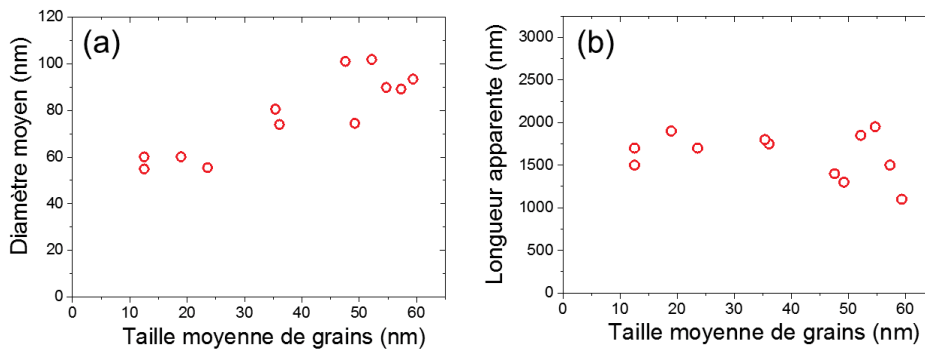 (a)
Diamètre moyen (nm)
120
100
80
60
40
20
0
0 10 20 30 40 50 60
Taille moyenne de grains (nm)
(b)
Longueur apparente (nm)
3000
2500
2000
1500
1000
500
0
0 10 20 30 40 50 60
Taille moyenne de grains (nm)